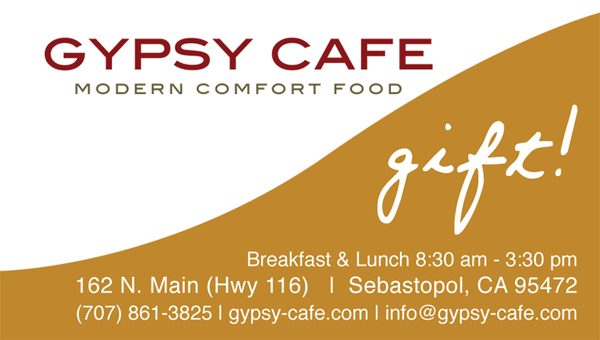 GYPSY CAFE
MODERN COMFORT FOOD
gift!
Breakfast & Lunch 8:30 am - 3:30 pm
162 N. Main (Hwy 116) | Sebastopol, CA 95472
(707) 861-3825 | gypsy-cafe.com | info@gypsy-cafe.com